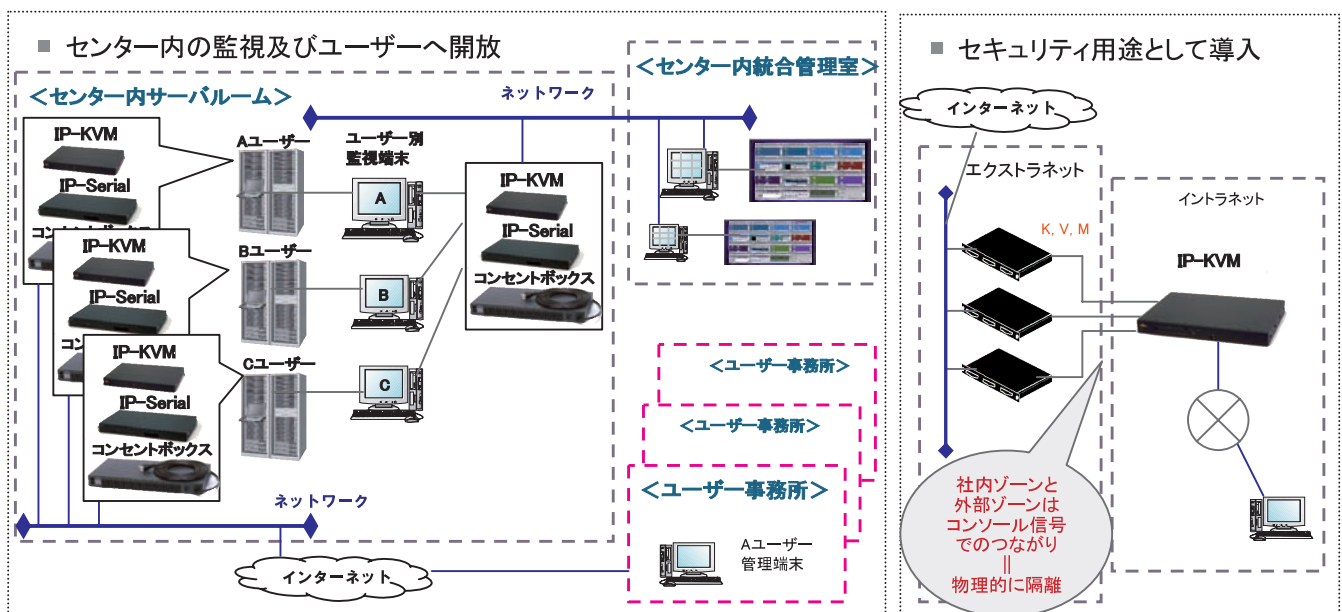 ■ センター内の監視及びユーザーへ開放
＜センター内サーバルーム＞
ネットワーク
＜センター内統合管理室＞
IP-KVM
IP-Serial
コンセントボックス
IP-KVM
IP-Serial
コン
IP-KVM
IP-Serial
コンセントボックス
Aユーザー
Bユーザー
Cユーザー
ユーザー別
監視端末
A
B
C
IP-KVM
IP-Serial
コンセントボックス
＜ユーザー事務所＞
＜ユーザー事務所＞
＜ユーザー事務所＞
Aユーザー
管理端末
ネットワーク
インターネット
■ セキュリティ用途として導入
インターネット
エクストラネット
イントラネット
K, V, M
IP-KVM
社内ゾーンと
外部ゾーンは
コンソール信号
でのつながり
||
物理的に隔離